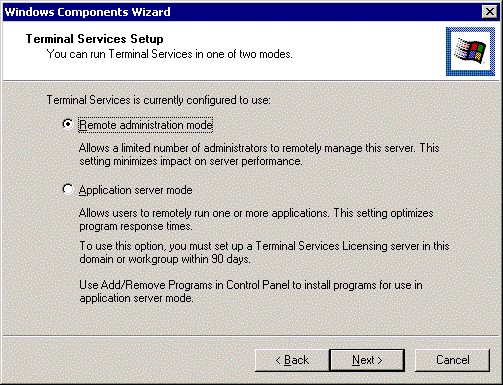 Windows Components Wizard
Terminal Services Setup
You can run Terminal Services in one of two modes.
Terminal Services is currently configured to use:
Remote administration mode
Allows a limited number of administrators to remotely manage this server. This
setting minimizes impact on server performance.
Application server mode
Allows users to remotely run one or more applications. This setting optimizes
program response times.
To use this option, you must set up a Terminal Services Licensing server in this
domain or workgroup within 90 days.
Use Add/Remove Programs in Control Panel to install programs for use in
application server mode.
< Back Next > Cancel